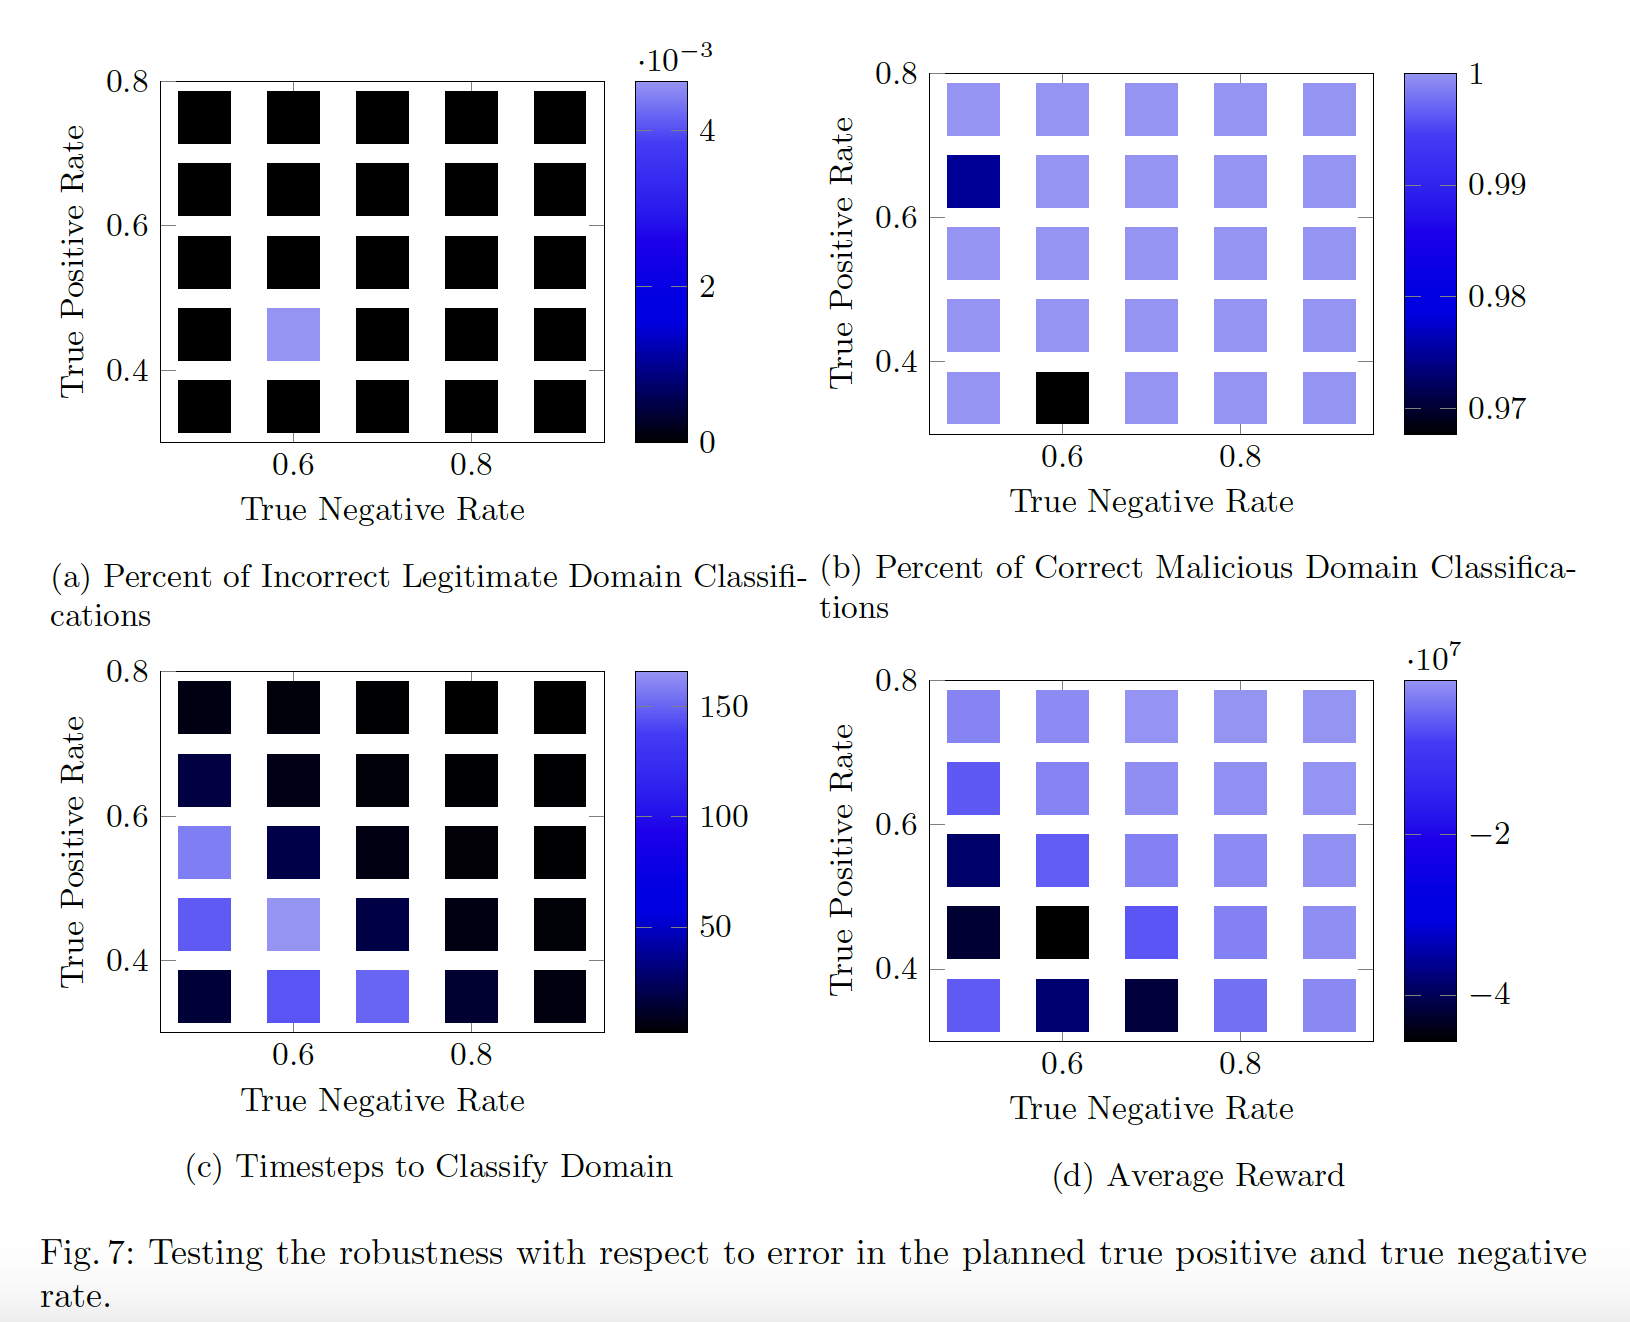 ·10⁻³
0.8
0.6
0.4
True Positive Rate
4
2
0
0.6 0.8
True Negative Rate
(a) Percent of Incorrect Legitimate Domain Classifi-
cations
0.8
0.6
0.4
True Positive Rate
1
0.99
0.98
0.97
0.6 0.8
True Negative Rate
(b) Percent of Correct Malicious Domain Classifica-
tions
0.8
0.6
0.4
True Positive Rate
150
100
50
0.6 0.8
True Negative Rate
(c) Timesteps to Classify Domain
·10⁷
0.8
0.6
0.4
True Positive Rate
−2
−4
0.6 0.8
True Negative Rate
(d) Average Reward
Fig. 7: Testing the robustness with respect to error in the planned true positive and true negative
rate.